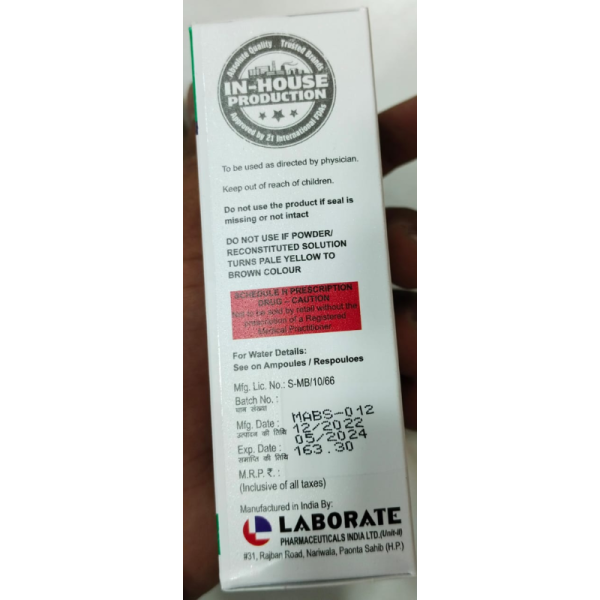 Absolute Quality .. Trusted Brands
IN-HOUSE
PRODUCTION
Approved by 21 International FDAs
To be used as directed by physician.
Keep out of reach of children.
Do not use the product if seal is
missing or not intact
DO NOT USE IF POWDER/
RECONSTITUTED SOLUTION
TURNS PALE YELLOW TO
BROWN COLOUR
SCHEDULE H PRESCRIPTION
DRUG - CAUTION
Not to be sold by retail without the
prescription of a Registered
Medical Practitioner
For Water Details:
See on Ampoules / Respouloes
Mfg. Lic. No.: S-MB/10/66
Batch No. : MABS-012
घान संख्या
Mfg. Date : 12/2022
उत्पादन की तिथि
Exp. Date : 05/2024
समाप्ति की तिथि
M.R.P. ₹.: 163.30
(Inclusive of all taxes)
Manufactured in India By:
LABORATE
PHARMACEUTICALS INDIA LTD.(Unit-II)
#31, Rajban Road, Nariwala, Paonta Sahib (H.P.)